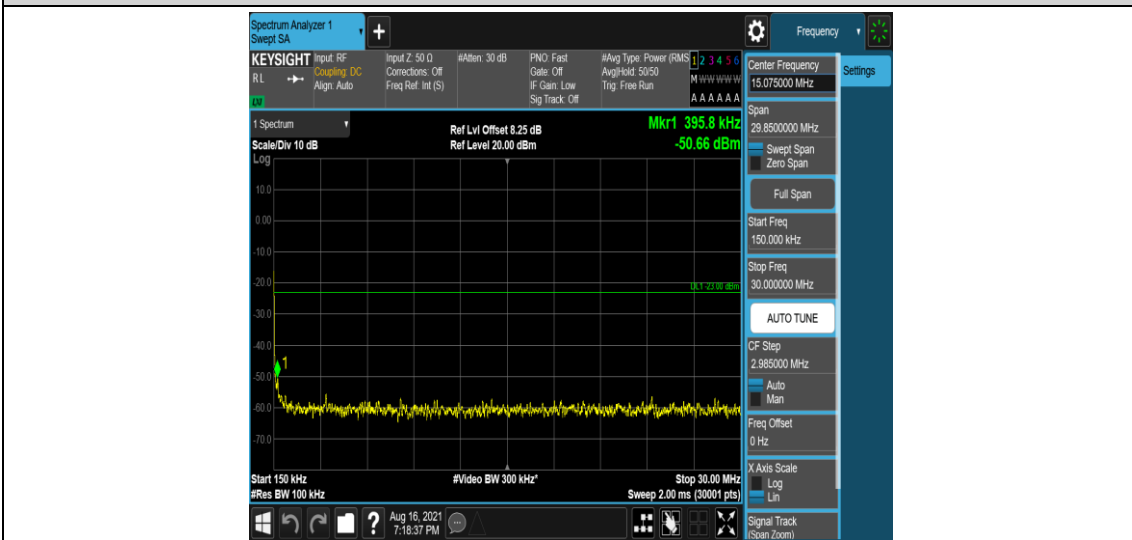 Spectrum Analyzer 1
Swept SA
+
Frequency
KEYSIGHT
RL
LXI
Input: RF
Coupling: DC
Align: Auto
Input Z: 50 Ω
Corrections: Off
Freq Ref: Int (S)
#Atten: 30 dB
PNO: Fast
Gate: Off
IF Gain: Low
Sig Track: Off
#Avg Type: Power (RMS
Avg|Hold: 50/50
Trig: Free Run
1 2 3 4 5 6
M W W W W W
A A A A A A
Center Frequency
15.075000 MHz
Settings
1 Spectrum
Scale/Div 10 dB
Log
Ref Lvl Offset 8.25 dB
Ref Level 20.00 dBm
Mkr1 395.8 kHz
-50.66 dBm
Span
29.8500000 MHz
Swept Span
Zero Span
Full Span
Start Freq
150.000 kHz
Stop Freq
30.000000 MHz
AUTO TUNE
CF Step
2.985000 MHz
Auto
Man
Freq Offset
0 Hz
X Axis Scale
Log
Lin
Signal Track
(Span Zoom)
10.0
0.00
-10.0
-20.0
DL1 -23.00 dBm
-30.0
-40.0
1
-50.0
-60.0
-70.0
Start 150 kHz
#Res BW 100 kHz
#Video BW 300 kHz*
Stop 30.00 MHz
Sweep 2.00 ms (30001 pts)
?
Aug 16, 2021
7:18:37 PM